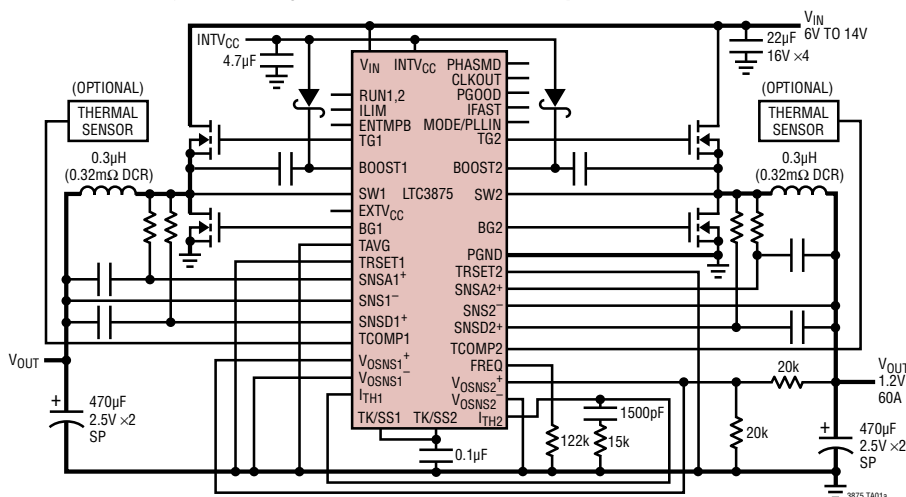 INTVCC
4.7µF
VIN
6V TO 14V
22µF
16V ×4
(OPTIONAL)
THERMAL
SENSOR
0.3µH
(0.32mΩ DCR)
VIN
INTVCC
RUN1,2
ILIM
ENTMPB
TG1
BOOST1
SW1
LTC3875
EXTVCC
BG1
TAVG
TRSET1
SNSA1+
SNS1−
SNSD1+
TCOMP1
VOSNS1+
VOSNS1−
ITH1
TK/SS1
TK/SS2
PHASMD
CLKOUT
PGOOD
IFAST
MODE/PLLIN
TG2
BOOST2
SW2
BG2
PGND
TRSET2
SNSA2+
SNS2−
SNSD2+
TCOMP2
FREQ
VOSNS2+
VOSNS2−
ITH2
(OPTIONAL)
THERMAL
SENSOR
0.3µH
(0.32mΩ DCR)
VOUT
+
470µF
2.5V ×2
SP
0.1µF
122k
1500pF
15k
20k
20k
VOUT
1.2V
60A
+
470µF
2.5V ×2
SP
3875 TA01a